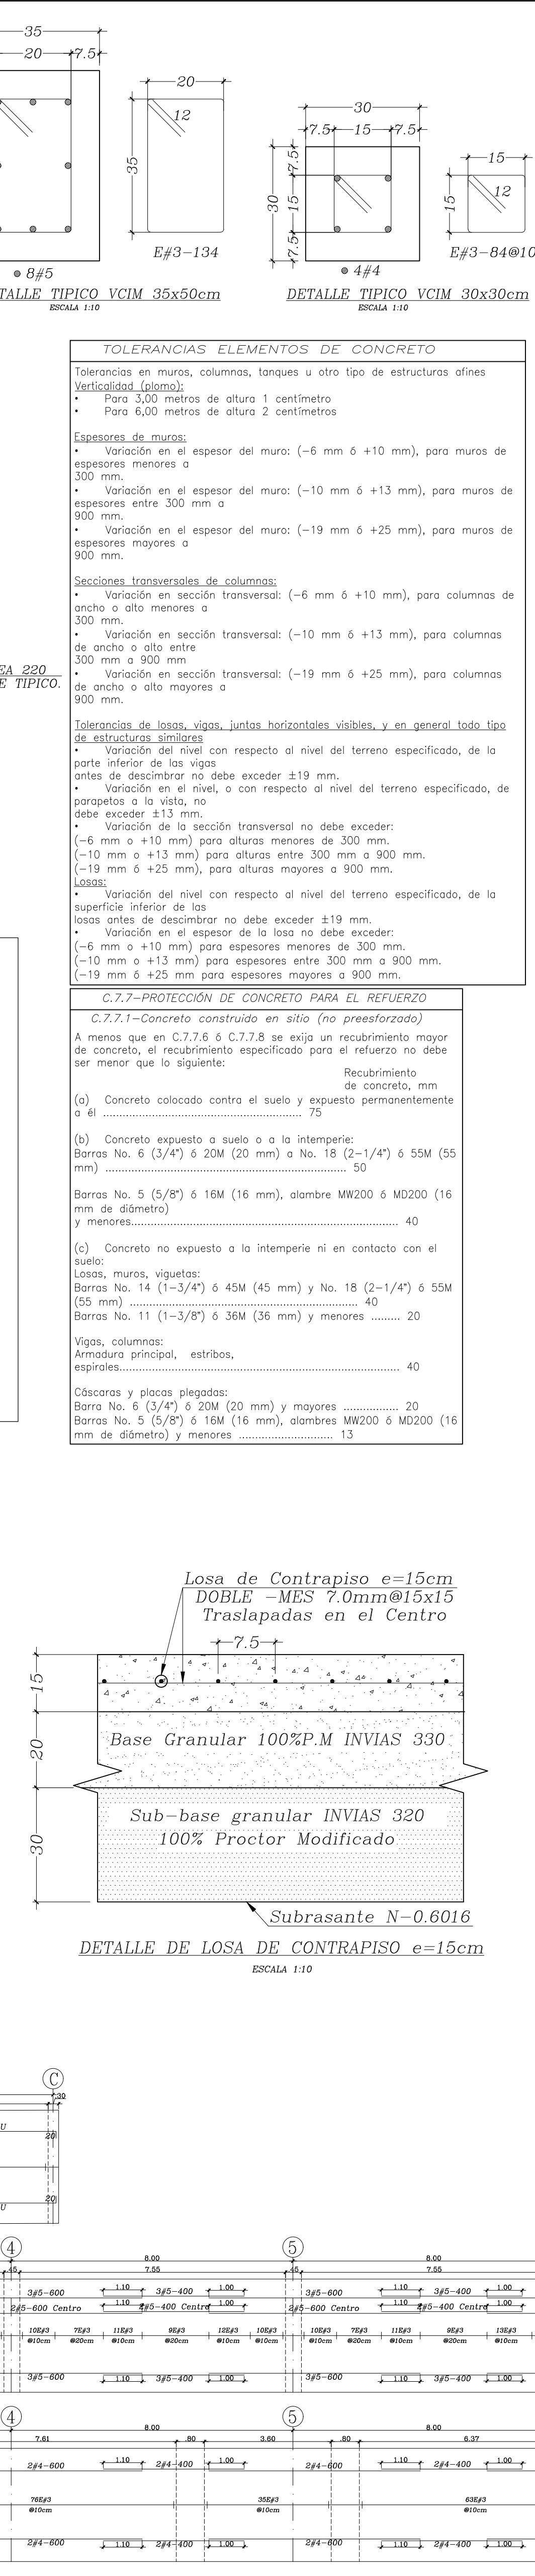 35
20
7.5
20
12
35
E#3-134
8#5
TALLE TIPICO VCIM 35x50cm
ESCALA 1:10
30
7.5
15
7.5
7.5
30
15
7.5
15
12
15
E#3-84@10
4#4
DETALLE TIPICO VCIM 30x30cm
ESCALA 1:10
TOLERANCIAS ELEMENTOS DE CONCRETO
Tolerancias en muros, columnas, tanques u otro tipo de estructuras afines
Verticalidad (plomo):
• Para 3,00 metros de altura 1 centímetro
• Para 6,00 metros de altura 2 centímetros
Espesores de muros:
• Variación en el espesor del muro: (-6 mm ó +10 mm), para muros de
espesores menores a
300 mm.
• Variación en el espesor del muro: (-10 mm ó +13 mm), para muros de
espesores entre 300 mm a
900 mm.
• Variación en el espesor del muro: (-19 mm ó +25 mm), para muros de
espesores mayores a
900 mm.
Secciones transversales de columnas:
• Variación en sección transversal: (-6 mm ó +10 mm), para columnas de
ancho o alto menores a
300 mm.
• Variación en sección transversal: (-10 mm ó +13 mm), para columnas
de ancho o alto entre
300 mm a 900 mm
• Variación en sección transversal: (-19 mm ó +25 mm), para columnas
de ancho o alto mayores a
900 mm.
EA 220
E TIPICO.
Tolerancias de losas, vigas, juntas horizontales visibles, y en general todo tipo
de estructuras similares
• Variación del nivel con respecto al nivel del terreno especificado, de la
parte inferior de las vigas
antes de descimbrar no debe exceder ±19 mm.
• Variación en el nivel, o con respecto al nivel del terreno especificado, de
parapetos a la vista, no
debe exceder ±13 mm.
• Variación de la sección transversal no debe exceder:
(-6 mm o +10 mm) para alturas menores de 300 mm.
(-10 mm o +13 mm) para alturas entre 300 mm a 900 mm.
(-19 mm ó +25 mm), para alturas mayores a 900 mm.
Losas:
• Variación del nivel con respecto al nivel del terreno especificado, de la
superficie inferior de las
losas antes de descimbrar no debe exceder ±19 mm.
• Variación en el espesor de la losa no debe exceder:
(-6 mm o +10 mm) para espesores menores de 300 mm.
(-10 mm o +13 mm) para espesores entre 300 mm a 900 mm.
(-19 mm ó +25 mm para espesores mayores a 900 mm.
C.7.7-PROTECCIÓN DE CONCRETO PARA EL REFUERZO
C.7.7.1-Concreto construido en sitio (no preesforzado)
A menos que en C.7.7.6 ó C.7.7.8 se exija un recubrimiento mayor
de concreto, el recubrimiento especificado para el refuerzo no debe
ser menor que lo siguiente:
Recubrimiento
de concreto, mm
(a) Concreto colocado contra el suelo y expuesto permanentemente
a él .................................................. 75
(b) Concreto expuesto a suelo o a la intemperie:
Barras No. 6 (3/4") ó 20M (20 mm) a No. 18 (2-1/4") ó 55M (55
mm) ............................................................. 50
Barras No. 5 (5/8") ó 16M (16 mm), alambre MW200 ó MD200 (16
mm de diámetro)
y menores.................................................................... 40
(c) Concreto no expuesto a la intemperie ni en contacto con el
suelo:
Losas, muros, viguetas:
Barras No. 14 (1-3/4") ó 45M (45 mm) y No. 18 (2-1/4") ó 55M
(55 mm) .......................................................... 40
Barras No. 11 (1-3/8") ó 36M (36 mm) y menores ........ 20
Vigas, columnas:
Armadura principal, estribos,
espirales....................................................................... 40
Cáscaras y placas plegadas:
Barra No. 6 (3/4") ó 20M (20 mm) y mayores ................. 20
Barras No. 5 (5/8") ó 16M (16 mm), alambres MW200 ó MD200 (16
mm de diámetro) y menores ........................... 13
Losa de Contrapiso e=15cm
DOBLE -MES 7.0mm@15x15
Traslapadas en el Centro
7.5
15
20
Base Granular 100%P.M INVIAS 330
30
Sub-base granular INVIAS 320
100% Proctor Modificado
Subrasante N-0.6016
DETALLE DE LOSA DE CONTRAPISO e=15cm
ESCALA 1:10
C
.30
U
20
20
U
4
5
8.00
8.00
.45
7.55
.45
7.55
3#5-600
1.10
3#5-400
1.00
3#5-600
1.10
3#5-400
1.00
2#5-600 Centro
1.10
2#5-400 Centro
1.00
2#5-600 Centro
1.10
2#5-400 Centro
1.00
10E#3
7E#3
11E#3
9E#3
12E#3
10E#3
10E#3
7E#3
11E#3
9E#3
13E#3
@10cm
@20cm
@10cm
@20cm
@10cm
@10cm
@10cm
@20cm
@10cm
@20cm
@10cm
3#5-600
1.10
3#5-400
1.00
3#5-600
1.10
3#5-400
1.00
4
5
8.00
8.00
7.61
.80
3.60
.80
6.37
2#4-600
1.10
2#4-400
1.00
2#4-600
1.10
2#4-400
1.00
76E#3
35E#3
63E#3
@10cm
@10cm
@10cm
2#4-600
1.10
2#4-400
1.00
2#4-600
1.10
2#4-400
1.00